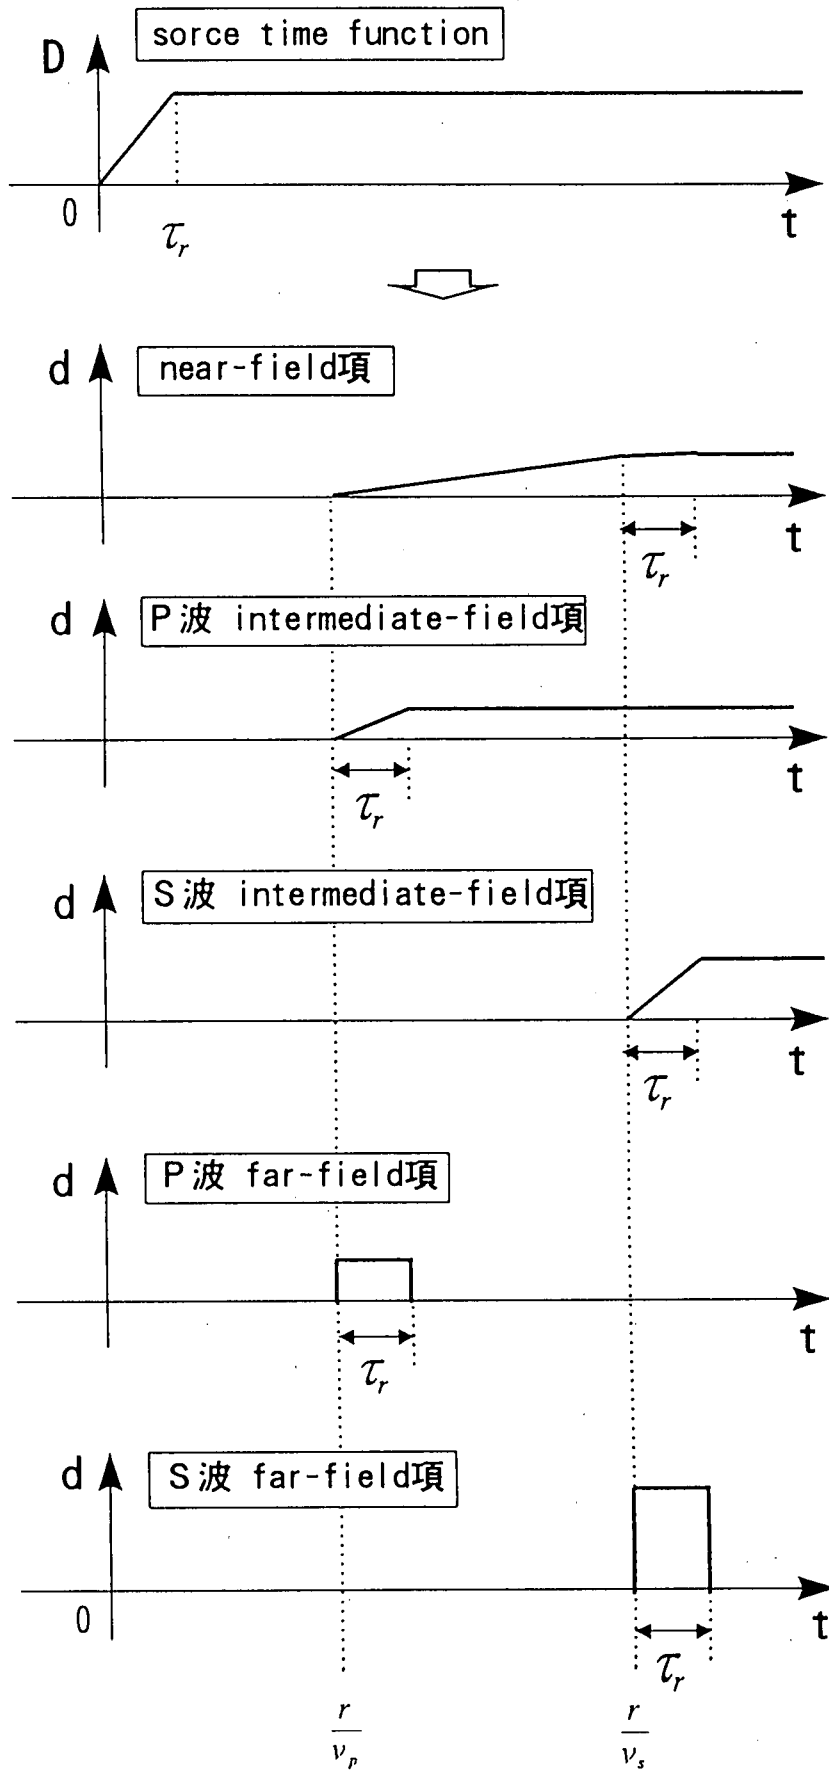 sorce time function
D
0
τr
t
d
near-field項
t
τr
d
P波 intermediate-field項
t
τr
d
S波 intermediate-field項
t
τr
d
P波 far-field項
t
τr
d
S波 far-field項
0
t
τr
r/vp
r/vs